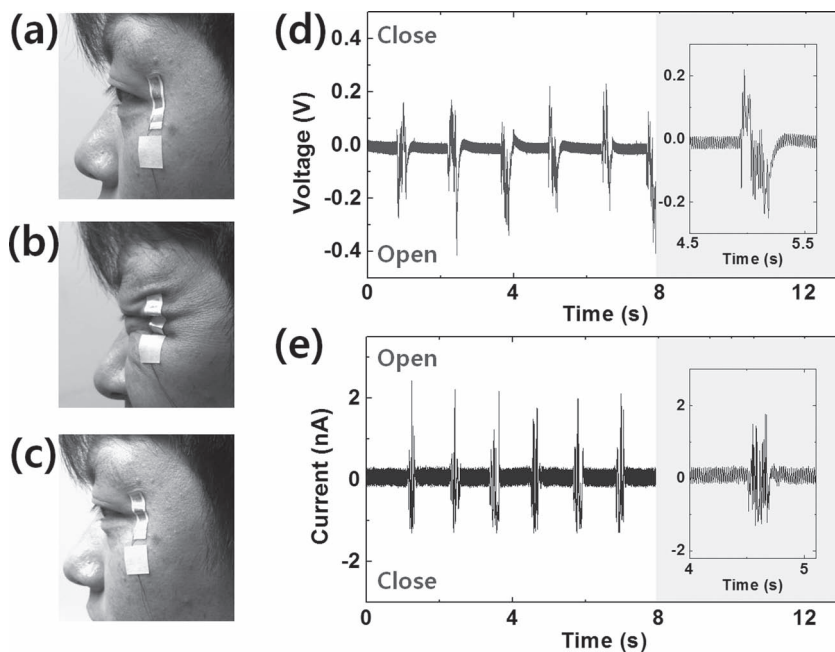 (a)
(b)
(c)
(d)
Voltage (V)
0.4
0.2
0.0
-0.2
-0.4
Close
Open
0 4 8 12
Time (s)
0.2
0.0
-0.2
4.5 5.5
Time (s)
(e)
Current (nA)
2
0
-2
Open
Close
0 4 8 12
Time (s)
2
0
-2
4 5
Time (s)